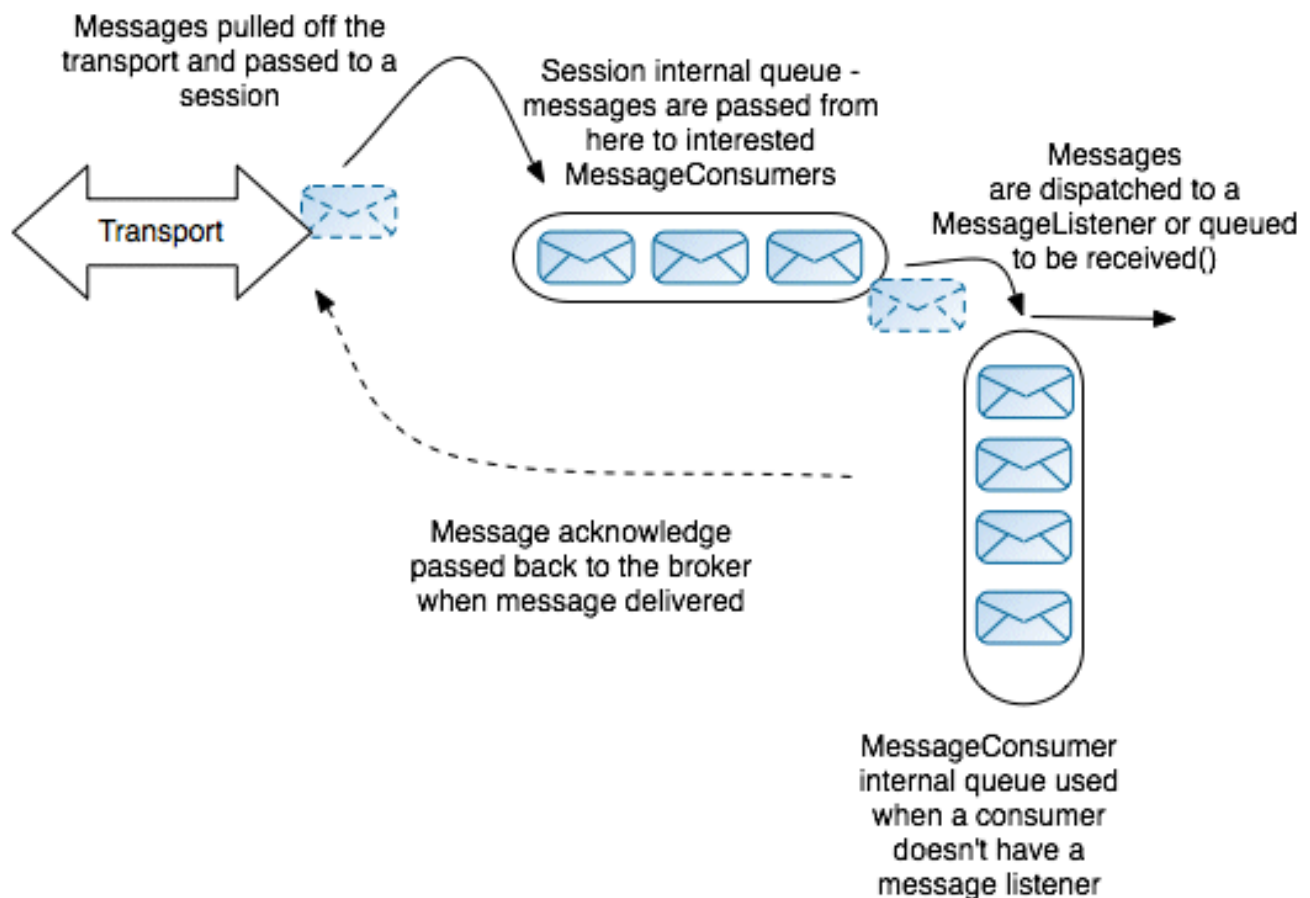 Messages pulled off the
transport and passed to a
session
Session internal queue -
messages are passed from
here to interested
MessageConsumers
Messages
are dispatched to a
MessageListener or queued
to be received()
Transport
Message acknowledge
passed back to the broker
when message delivered
MessageConsumer
internal queue used
when a consumer
doesn't have a
message listener